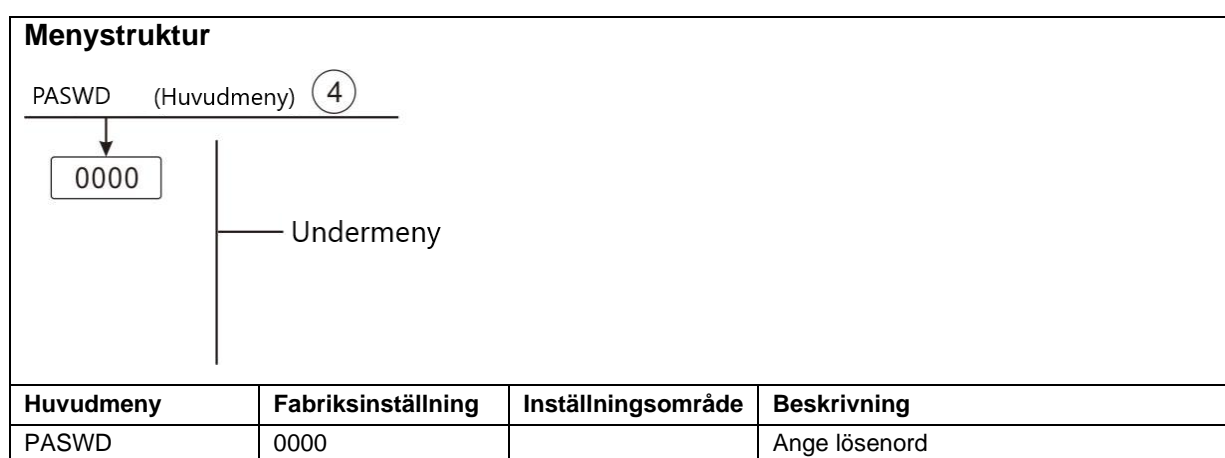 Menystruktur
PASWD (Huvudmeny) 4
0000
Undermeny
Huvudmeny Fabriksinställning Inställningsområde Beskrivning
PASWD 0000 Ange lösenord